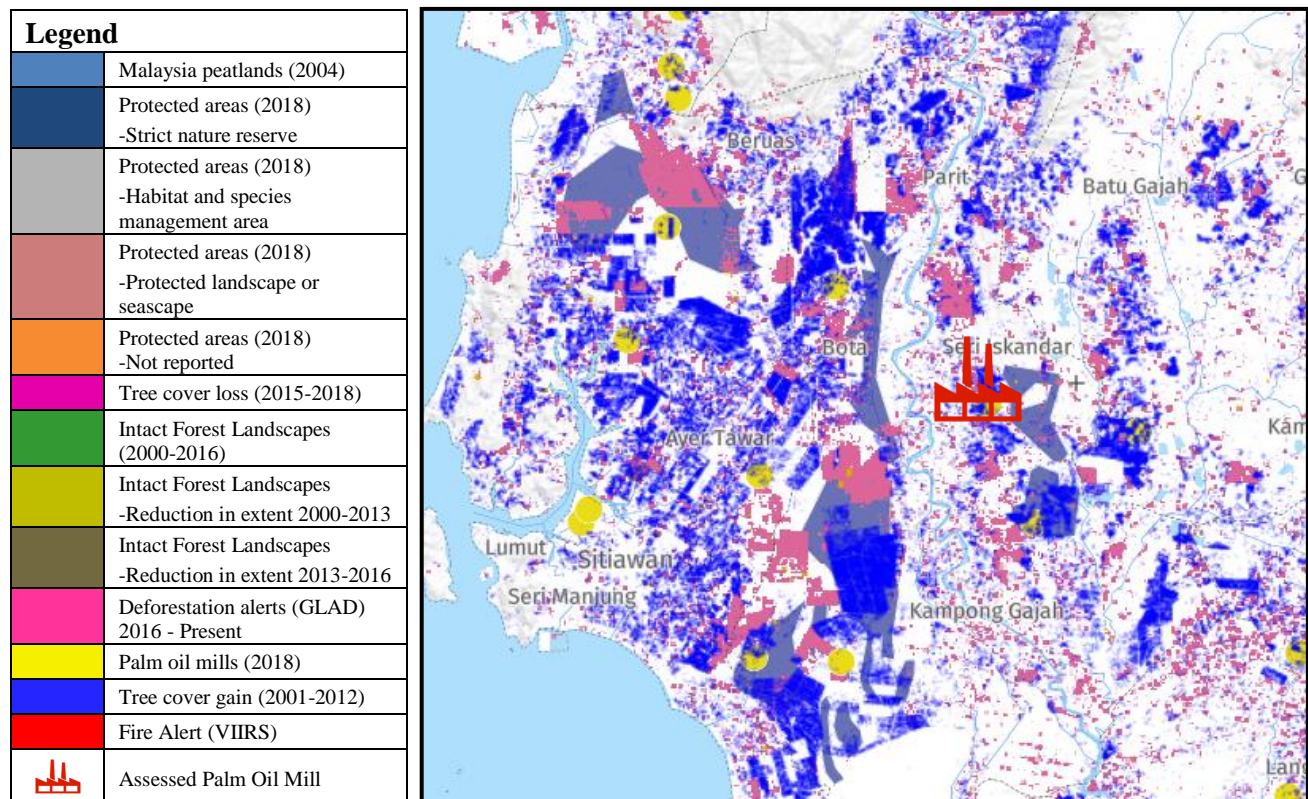 Legend
Malaysia peatlands (2004)
Protected areas (2018)
-Strict nature reserve
Protected areas (2018)
-Habitat and species
management area
Protected areas (2018)
-Protected landscape or
seascape
Protected areas (2018)
-Not reported
Tree cover loss (2015-2018)
Intact Forest Landscapes
(2000-2016)
Intact Forest Landscapes
-Reduction in extent 2000-2013
Intact Forest Landscapes
-Reduction in extent 2013-2016
Deforestation alerts (GLAD)
2016 - Present
Palm oil mills (2018)
Tree cover gain (2001-2012)
Fire Alert (VIIRS)
Assessed Palm Oil Mill
Beruas
Parit
Batu Gajah
G
Bota
Seri Iskandar
Ayer Tawar
Kam
Lumut
Sitiawan
Seri Manjung
Kampong Gajah
Lang